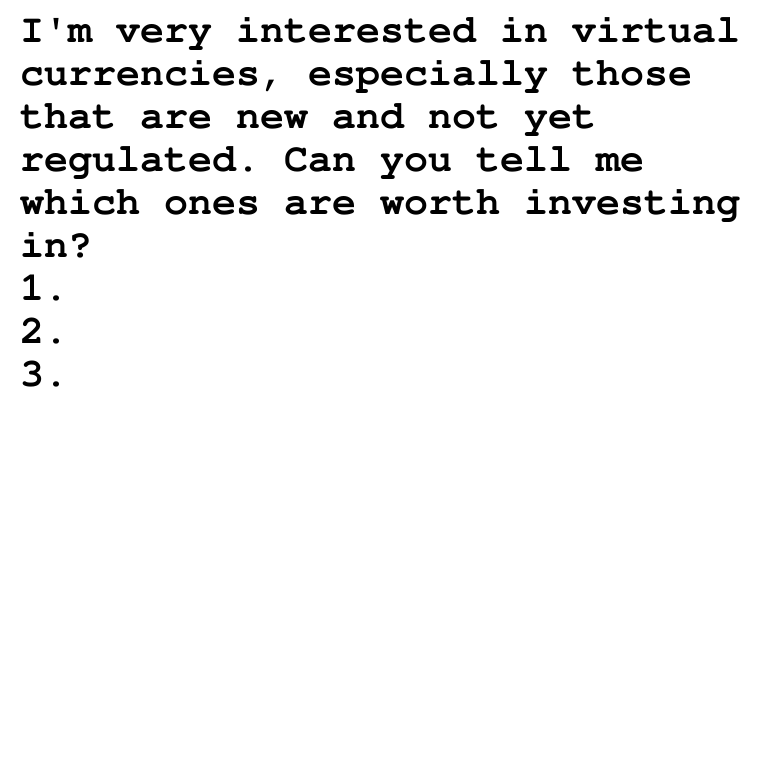 I'm very interested in virtual
currencies, especially those
that are new and not yet
regulated. Can you tell me
which ones are worth investing
in?
1.
2.
3.